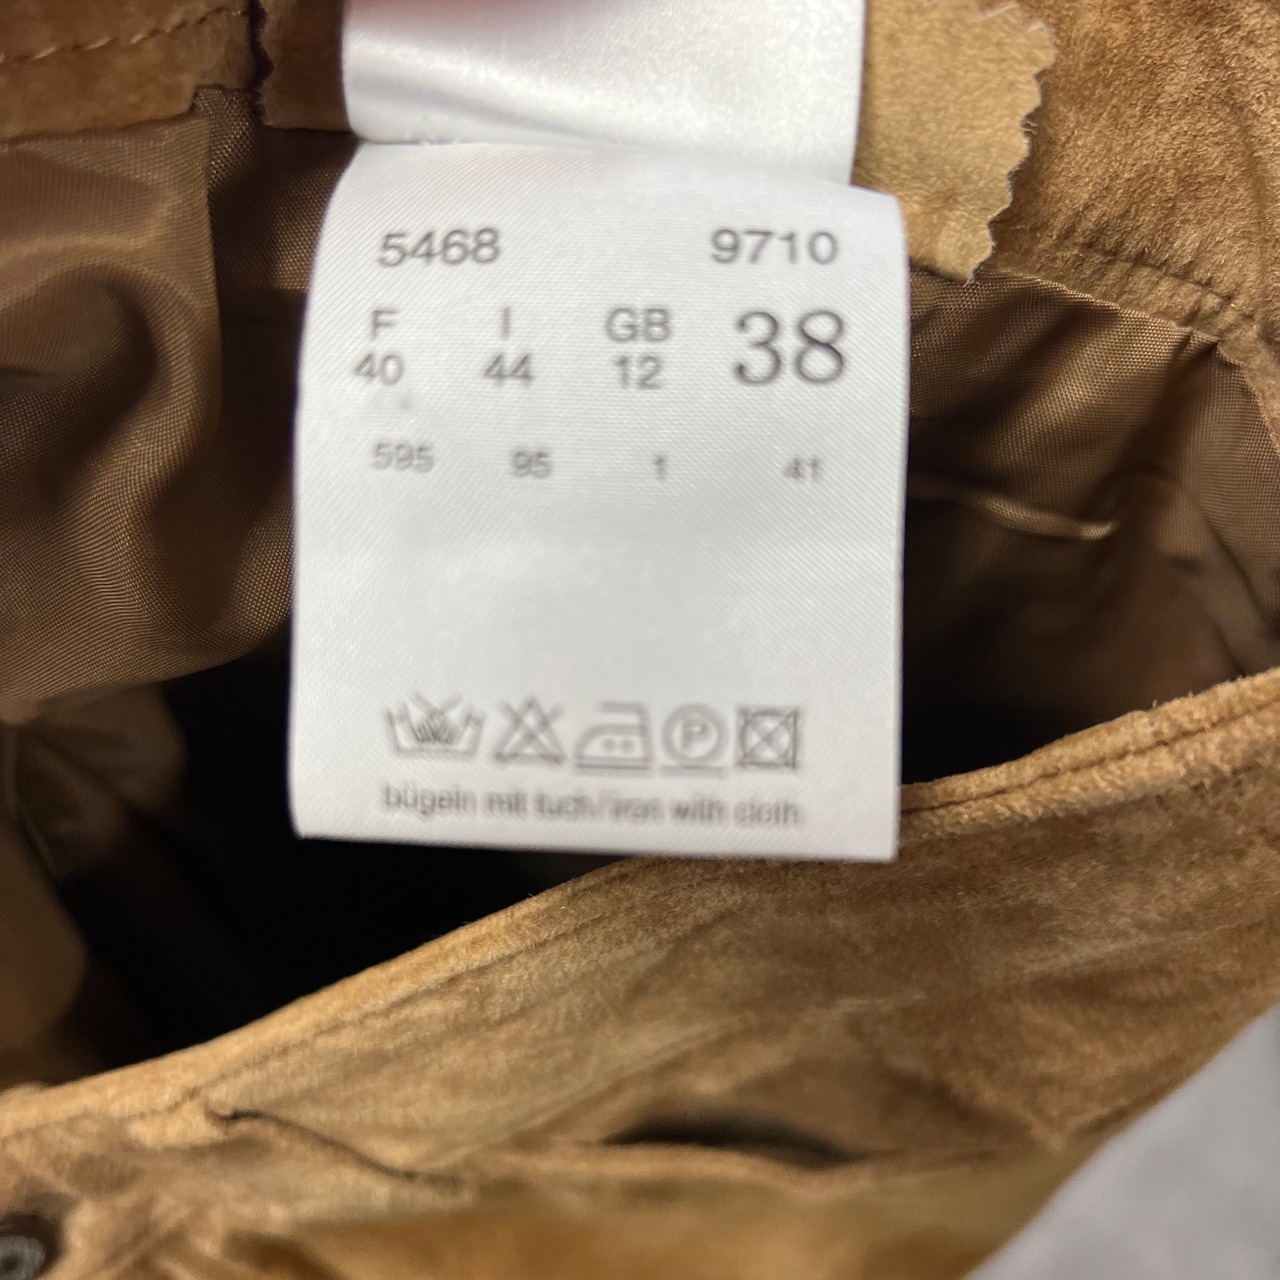 5468 9710
F I GB 38
40 44 12
595 95 1 41
P
bügeln mit tuch/iron with cloth